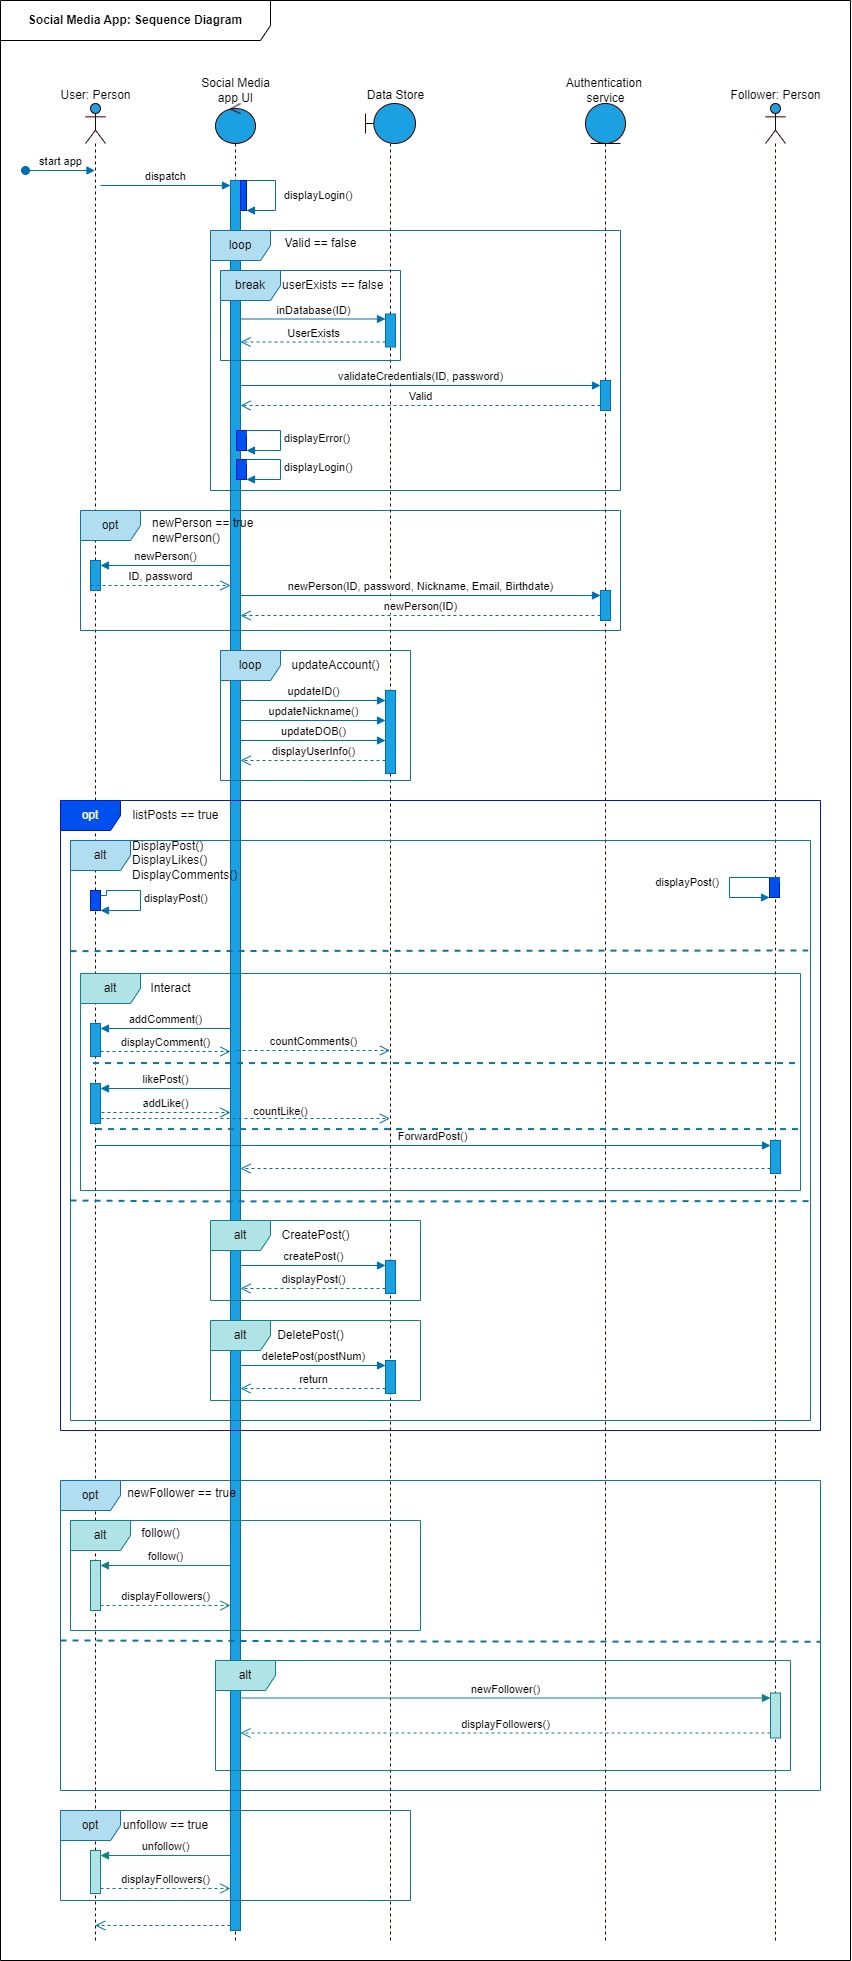 Social Media App: Sequence Diagram
User: Person
Social Media
app UI
Data Store
Authentication
service
Follower: Person
start app
dispatch
displayLogin()
loop
Valid == false
break
userExists == false
inDatabase(ID)
UserExists
validateCredentials(ID, password)
Valid
displayError()
displayLogin()
opt
newPerson == true
newPerson()
newPerson()
ID, password
newPerson(ID, password, Nickname, Email, Birthdate)
newPerson(ID)
loop
updateAccount()
updateID()
updateNickname()
updateDOB()
displayUserInfo()
opt
listPosts == true
alt
DisplayPost()
DisplayLikes()
DisplayComments()
displayPost()
displayPost()
alt
Interact
addComment()
displayComment()
countComments()
likePost()
addLike()
countLike()
ForwardPost()
alt
CreatePost()
createPost()
displayPost()
alt
DeletePost()
deletePost(postNum)
return
opt
newFollower == true
alt
follow()
follow()
displayFollowers()
alt
newFollower()
displayFollowers()
opt
unfollow == true
unfollow()
displayFollowers()